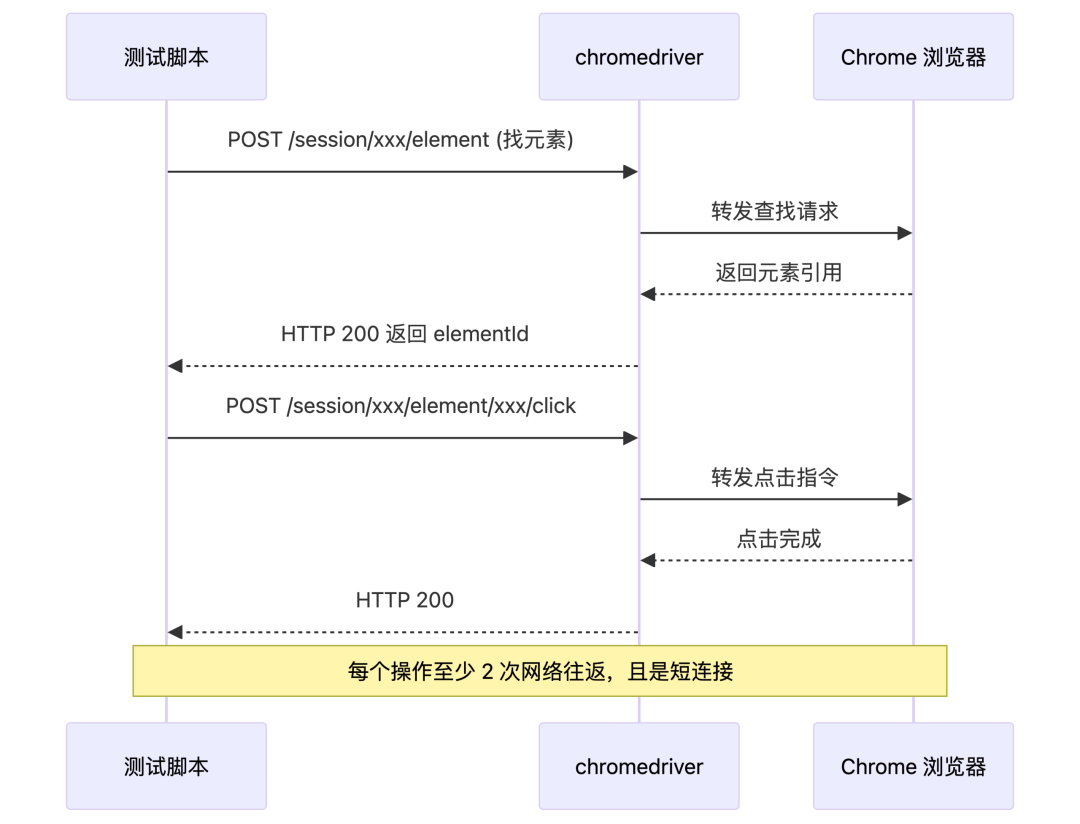 测试脚本
chromedriver
Chrome 浏览器
POST /session/xxx/element (找元素)
转发查找请求
返回元素引用
HTTP 200 返回 elementId
POST /session/xxx/element/xxx/click
转发点击指令
点击完成
HTTP 200
每个操作至少 2 次网络往返，且是短连接
测试脚本
chromedriver
Chrome 浏览器